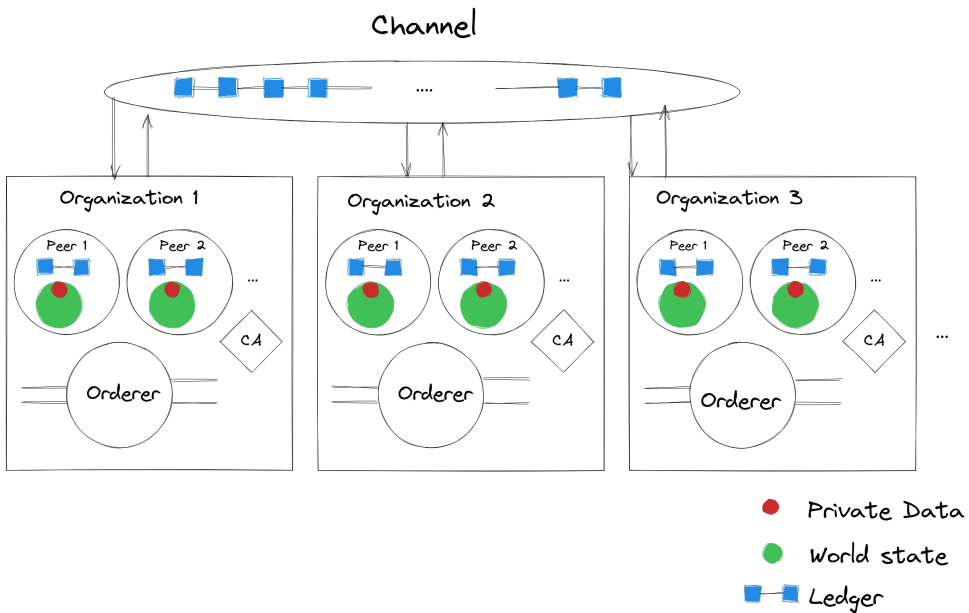 Channel
....
Organization 1
Organization 2
Organization 3
Peer 1
Peer 2
...
Peer 1
Peer 2
...
Peer 1
Peer 2
...
CA
CA
CA
...
Orderer
Orderer
Orderer
Private Data
World state
Ledger